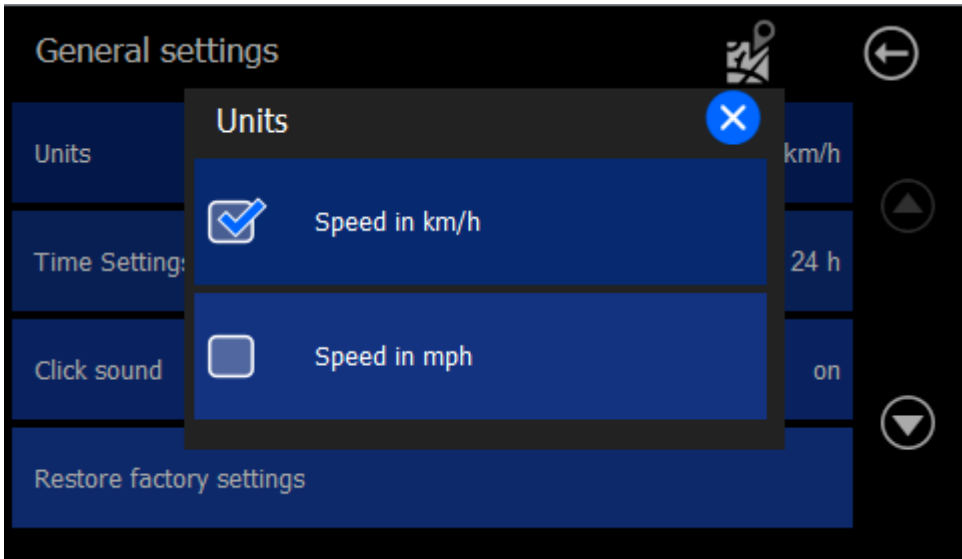 General settings
Units
Units
km/h
Speed in km/h
Time Settings
24 h
Speed in mph
Click sound
on
Restore factory settings